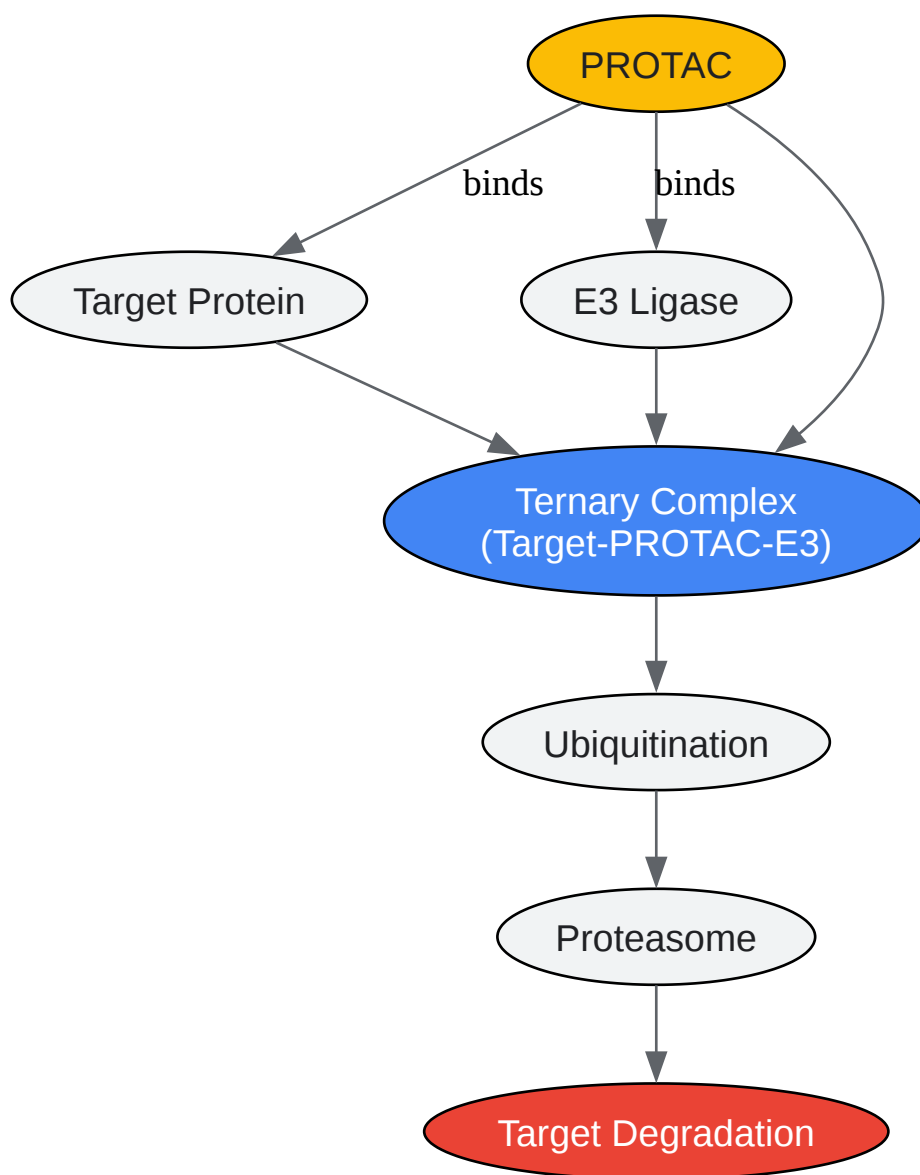 PROTAC
binds
binds
Target Protein
E3 Ligase
Ternary Complex
(Target-PROTAC-E3)
Ubiquitination
Proteasome
Target Degradation